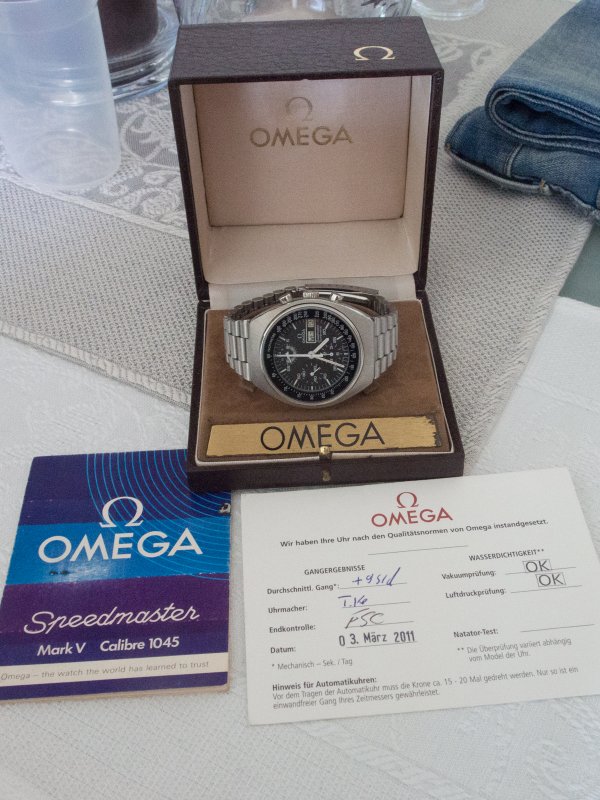 Ω
Ω
OMEGA
OMEGA
Ω
OMEGA
Speedmaster
Mark V Calibre 1045
Omega – the watch the world has learned to trust
Ω
OMEGA
Wir haben Ihre Uhr nach den Qualitätsnormen von Omega instandgesetzt.
GANGERGEBNISSE
Durchschnittl. Gang*:
Uhrmacher:
Endkontrolle:
Datum: 03. März 2011
* Mechanisch – Sek. / Tag
WASSERDICHTIGKEIT**
Vakuumprüfung: OK
Luftdruckprüfung: OK
Natator-Test:
** Die Überprüfung variert abhängig
vom Model der Uhr.
Hinweis für Automatikuhren:
Vor dem Tragen der Automatikuhr muss die Krone ca. 15 - 20 Mal gedreht werden. Nur so ist ein
einwandfreier Gang Ihres Zeitmessers gewährleistet.